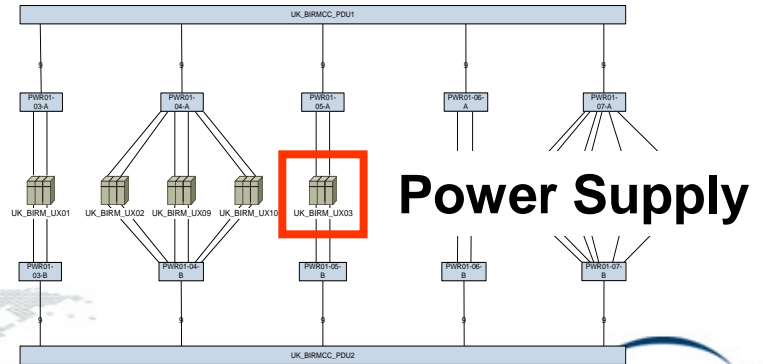 UK_BIRMCC_PDU1
9 9 9 9 9
PWR01-
03-A
PWR01-
04-A
PWR01-
05-A
PWR01-06-
A
PWR01-
07-A
UK_BIRM_UX01
UK_BIRM_UX02
UK_BIRM_UX09
UK_BIRM_UX10
UK_BIRM_UX03
Power Supply
PWR01-
03-B
PWR01-04-
B
PWR01-05-
B
PWR01-06-
B
PWR01-07-
B
9 9 9 9 9
UK_BIRMCC_PDU2